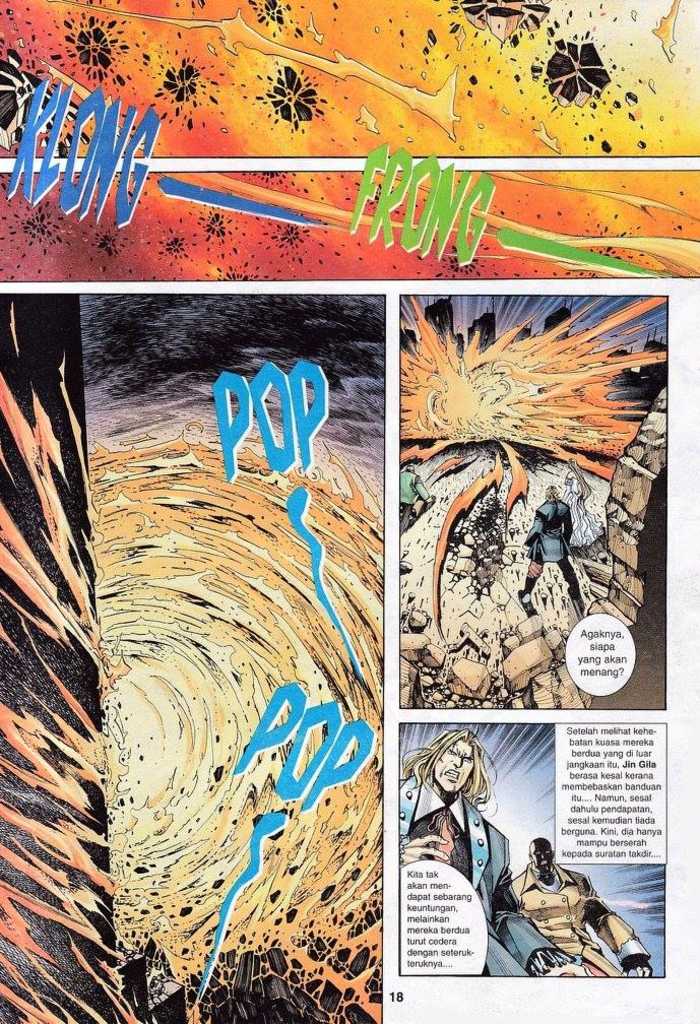 KLONG
FRONG
POP
POP
Agaknya,
siapa
yang akan
menang?
Setelah melihat kehe-
batan kuasa mereka
berdua yang di luar
jangkaan itu, Jin Gila
berasa kesal kerana
membebaskan banduan
itu.... Namun, sesal
dahulu pendapatan,
sesal kemudian tiada
berguna. Kini, dia hanya
mampu berserah
kepada suratan takdir....
Kita tak
akan men-
dapat sebarang
keuntungan,
melainkan
mereka berdua
turut cedera
dengan seteruk-
teruknya....
18